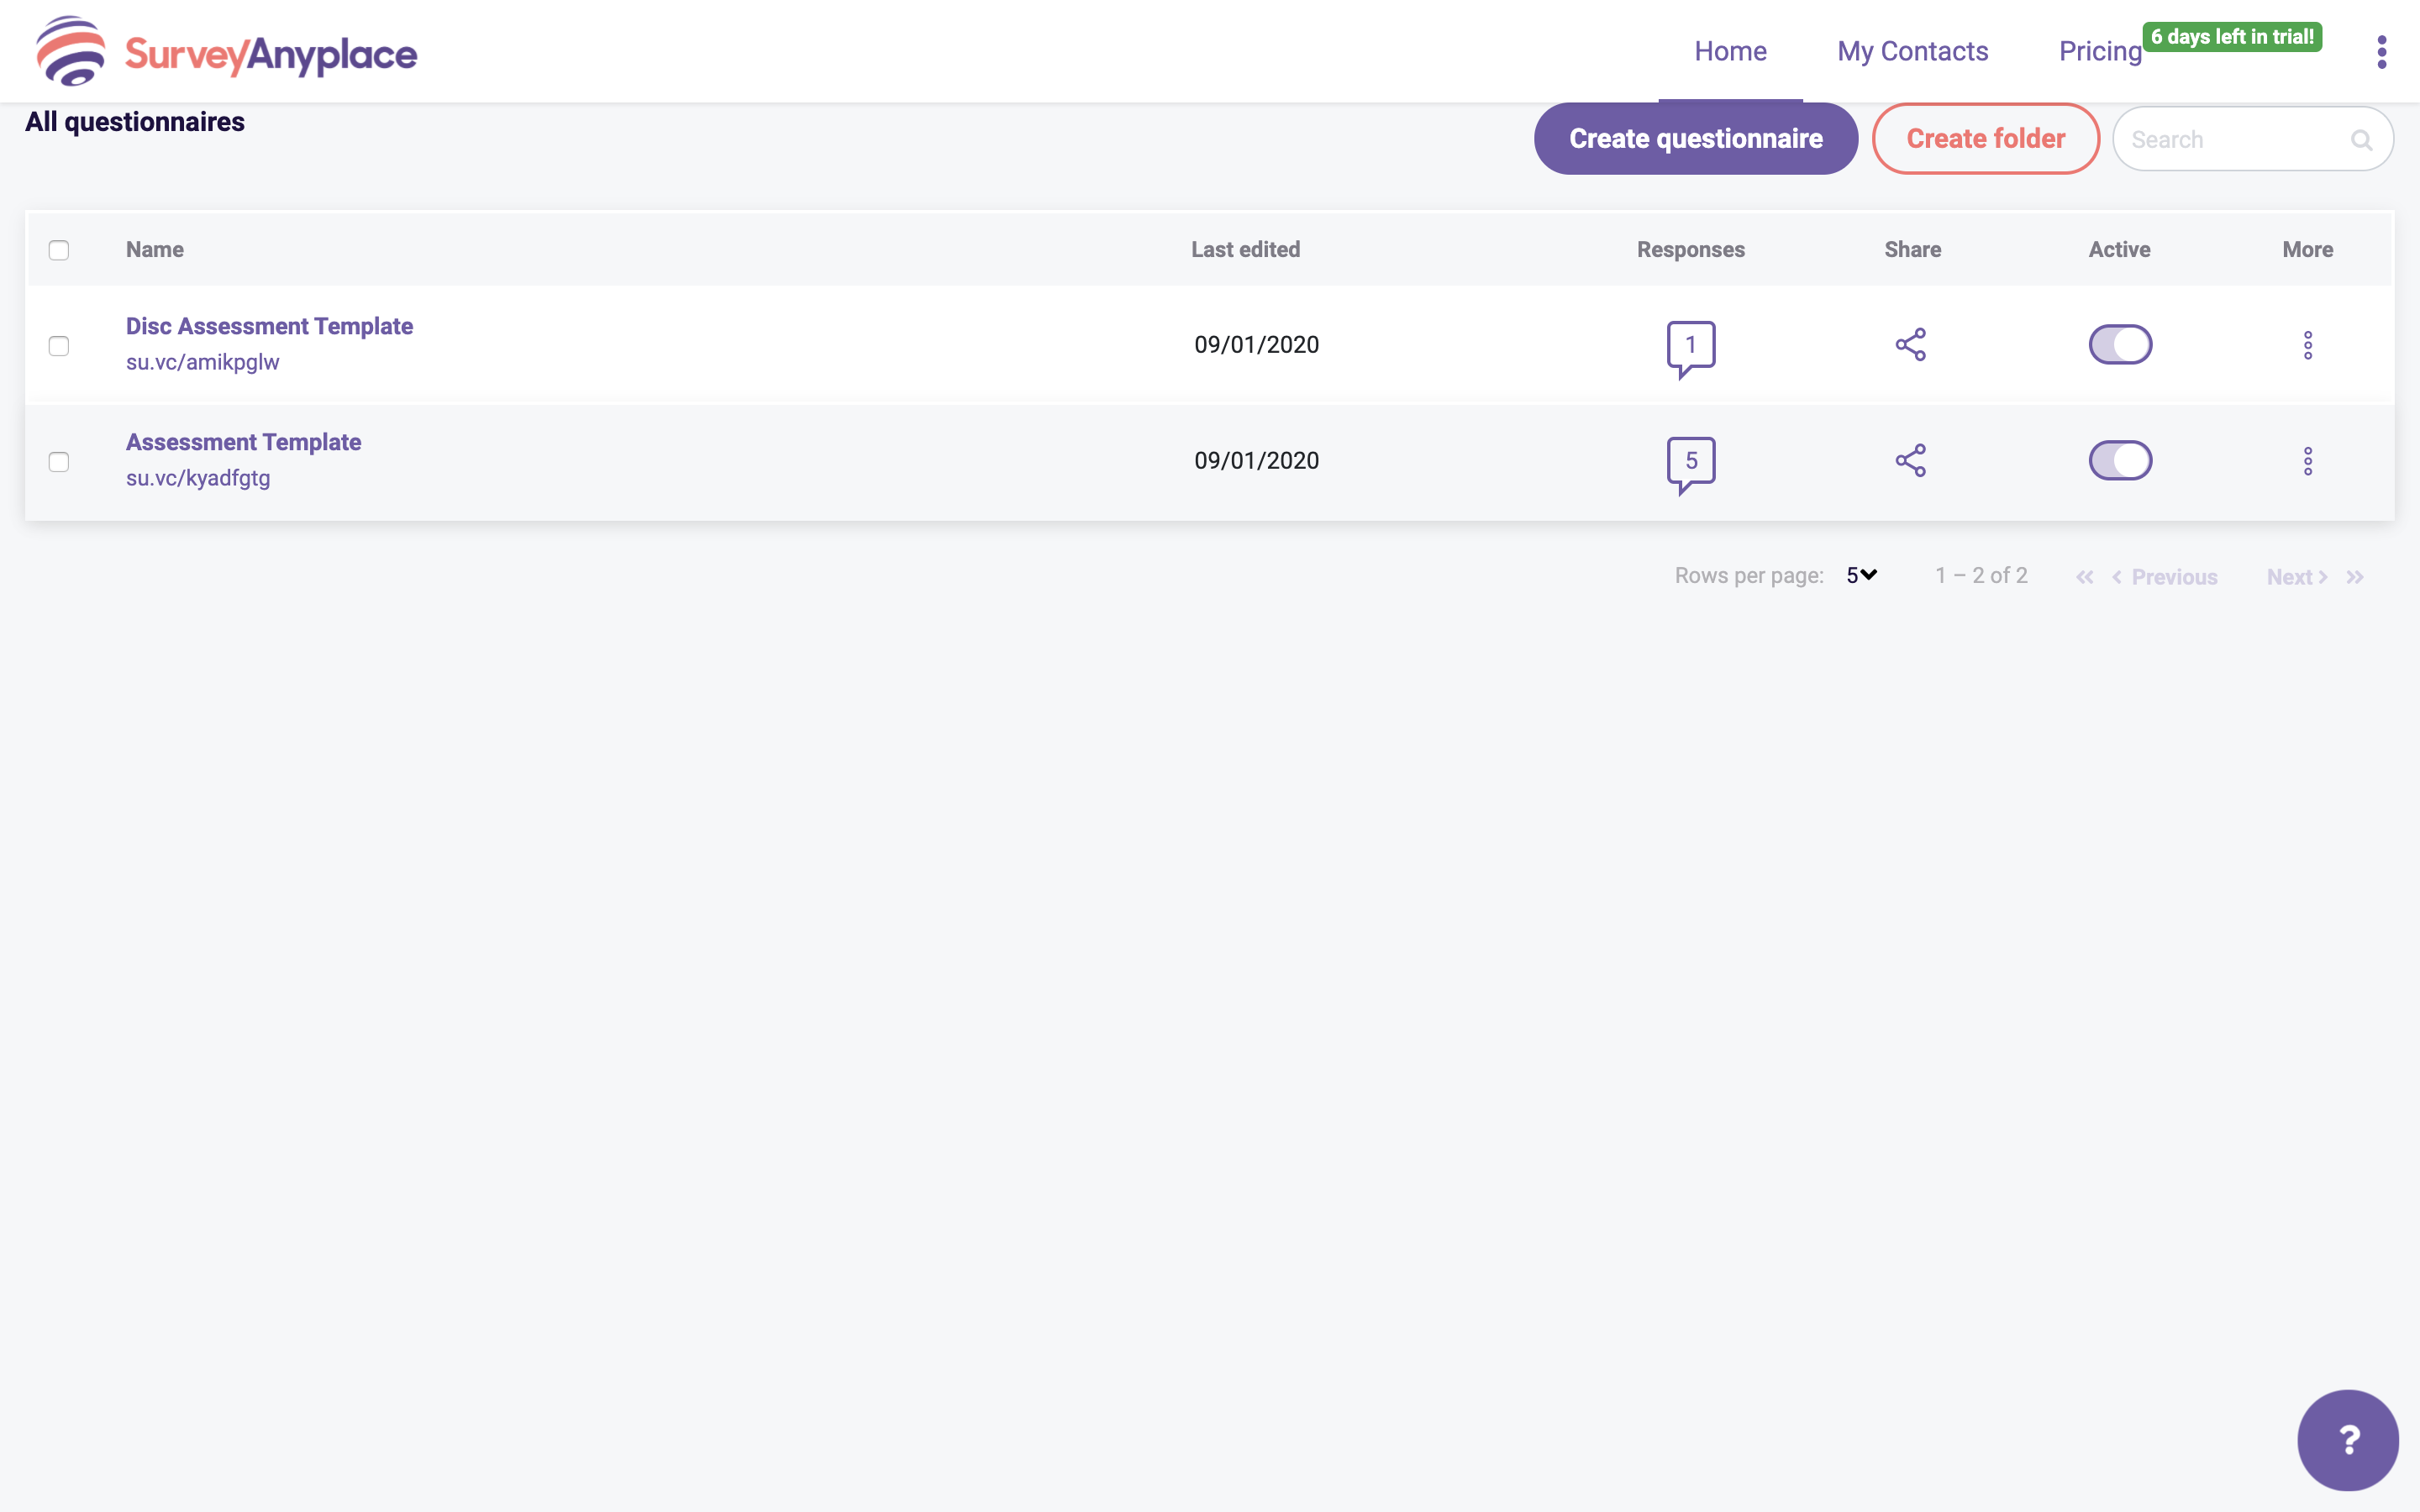 SurveyAnyplace
Home
My Contacts
Pricing
6 days left in trial!
All questionnaires
Create questionnaire
Create folder
Search
Name
Last edited
Responses
Share
Active
More
Disc Assessment Template
su.vc/amikpglw
09/01/2020
1
Assessment Template
su.vc/kyadfgtg
09/01/2020
5
Rows per page:
5
1 – 2 of 2
« ‹ Previous
Next › »
?